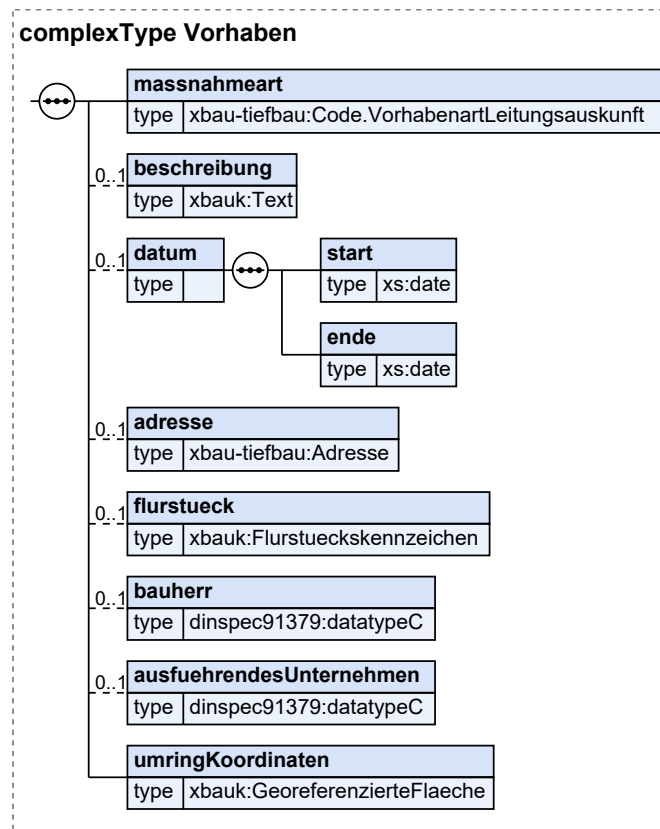 complexType Vorhaben
massnahmeart
type xbau-tiefbau:Code.VorhabenartLeitungsauskunft
0..1 beschreibung
type xbauk:Text
0..1 datum
type
start
type xs:date
ende
type xs:date
0..1 adresse
type xbau-tiefbau:Adresse
0..1 flurstueck
type xbauk:Flurstueckskennzeichen
0..1 bauherr
type dinspec91379:datatypeC
0..1 ausfuehrendesUnternehmen
type dinspec91379:datatypeC
umringKoordinaten
type xbauk:GeoreferenzierteFlaeche